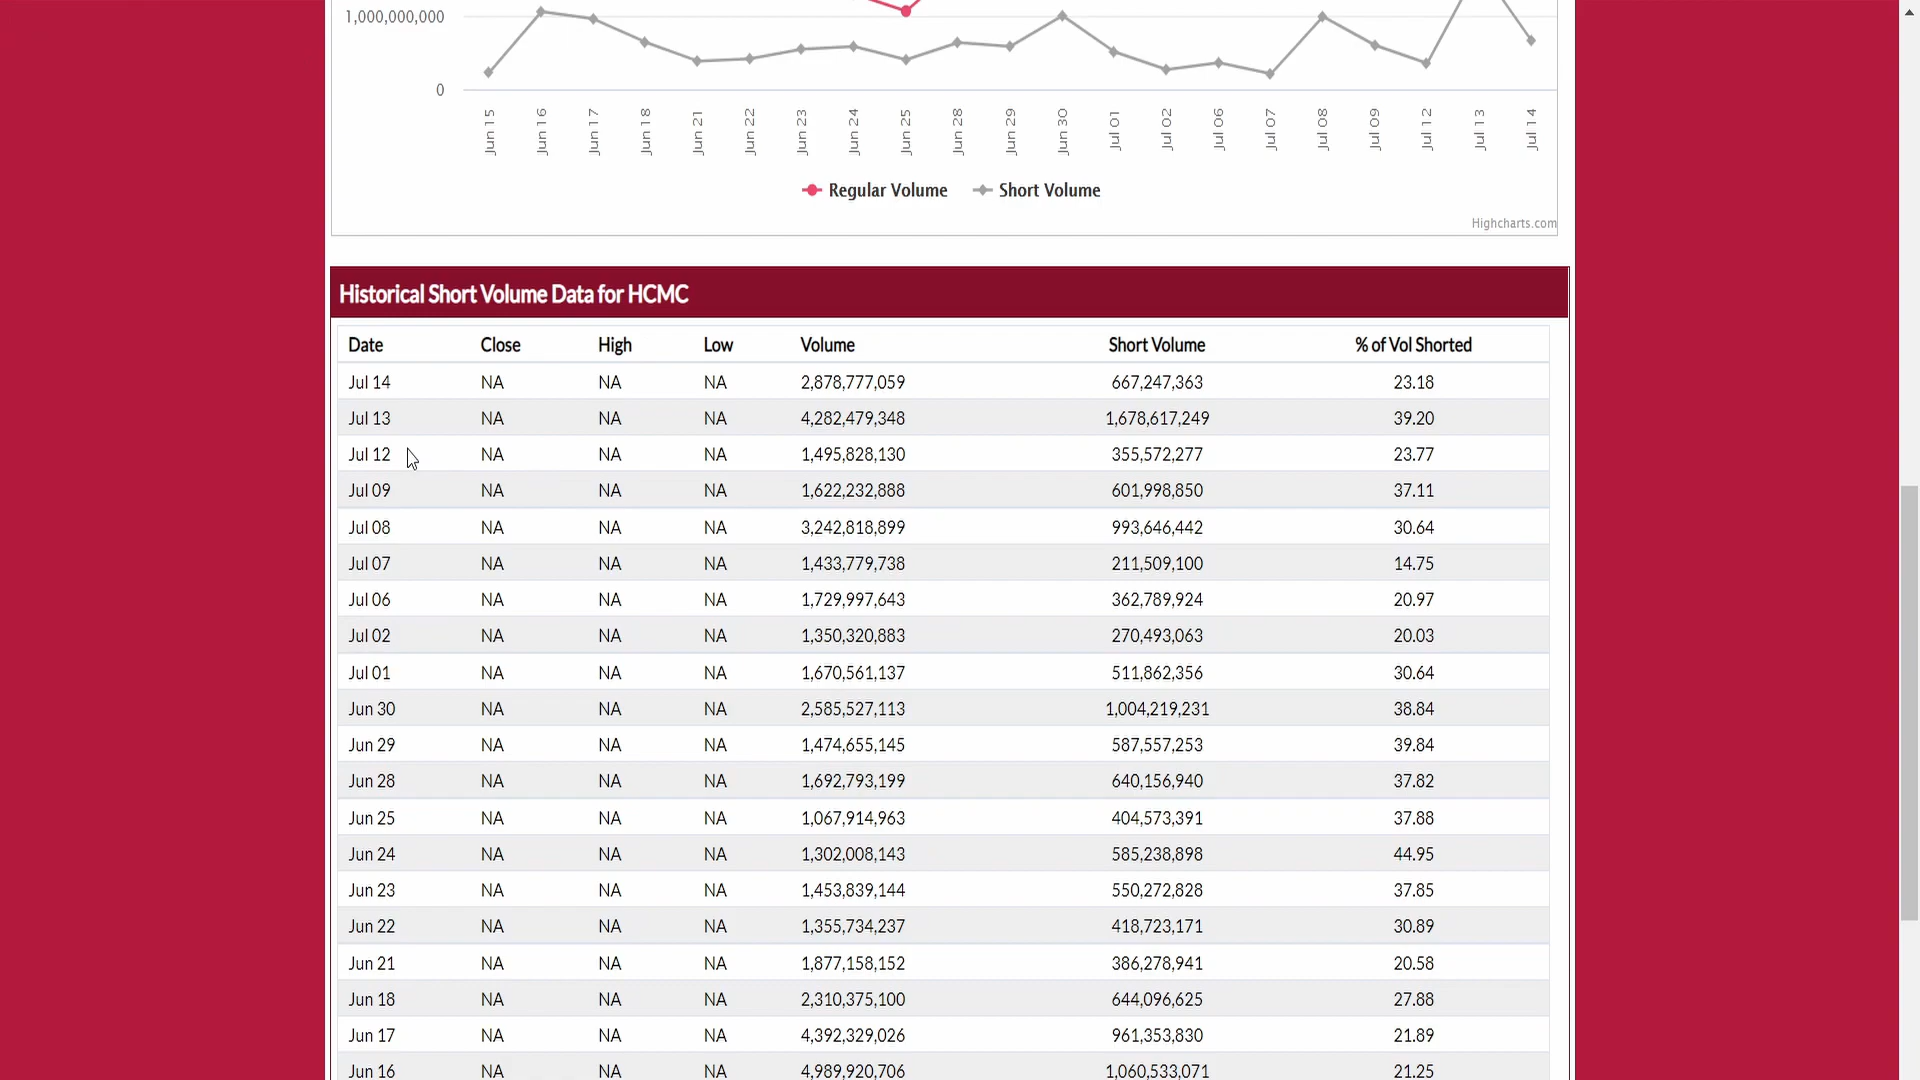 1,000,000,000
0
Jun 15 Jun 16 Jun 17 Jun 18 Jun 21 Jun 22 Jun 23 Jun 24 Jun 25 Jun 28 Jun 29 Jun 30 Jul 01 Jul 02 Jul 06 Jul 07 Jul 08 Jul 09 Jul 12 Jul 13 Jul 14
Regular Volume Short Volume
Highcharts.com
Historical Short Volume Data for HCMC
Date Close High Low Volume Short Volume % of Vol Shorted
Jul 14 NA NA NA 2,878,777,059 667,247,363 23.18
Jul 13 NA NA NA 4,282,479,348 1,678,617,249 39.20
Jul 12 NA NA NA 1,495,828,130 355,572,277 23.77
Jul 09 NA NA NA 1,622,232,888 601,998,850 37.11
Jul 08 NA NA NA 3,242,818,899 993,646,442 30.64
Jul 07 NA NA NA 1,433,779,738 211,509,100 14.75
Jul 06 NA NA NA 1,729,997,643 362,789,924 20.97
Jul 02 NA NA NA 1,350,320,883 270,493,063 20.03
Jul 01 NA NA NA 1,670,561,137 511,862,356 30.64
Jun 30 NA NA NA 2,585,527,113 1,004,219,231 38.84
Jun 29 NA NA NA 1,474,655,145 587,557,253 39.84
Jun 28 NA NA NA 1,692,793,199 640,156,940 37.82
Jun 25 NA NA NA 1,067,914,963 404,573,391 37.88
Jun 24 NA NA NA 1,302,008,143 585,238,898 44.95
Jun 23 NA NA NA 1,453,839,144 550,272,828 37.85
Jun 22 NA NA NA 1,355,734,237 418,723,171 30.89
Jun 21 NA NA NA 1,877,158,152 386,278,941 20.58
Jun 18 NA NA NA 2,310,375,100 644,096,625 27.88
Jun 17 NA NA NA 4,392,329,026 961,353,830 21.89
Jun 16 NA NA NA 4,989,920,706 1,060,533,071 21.25